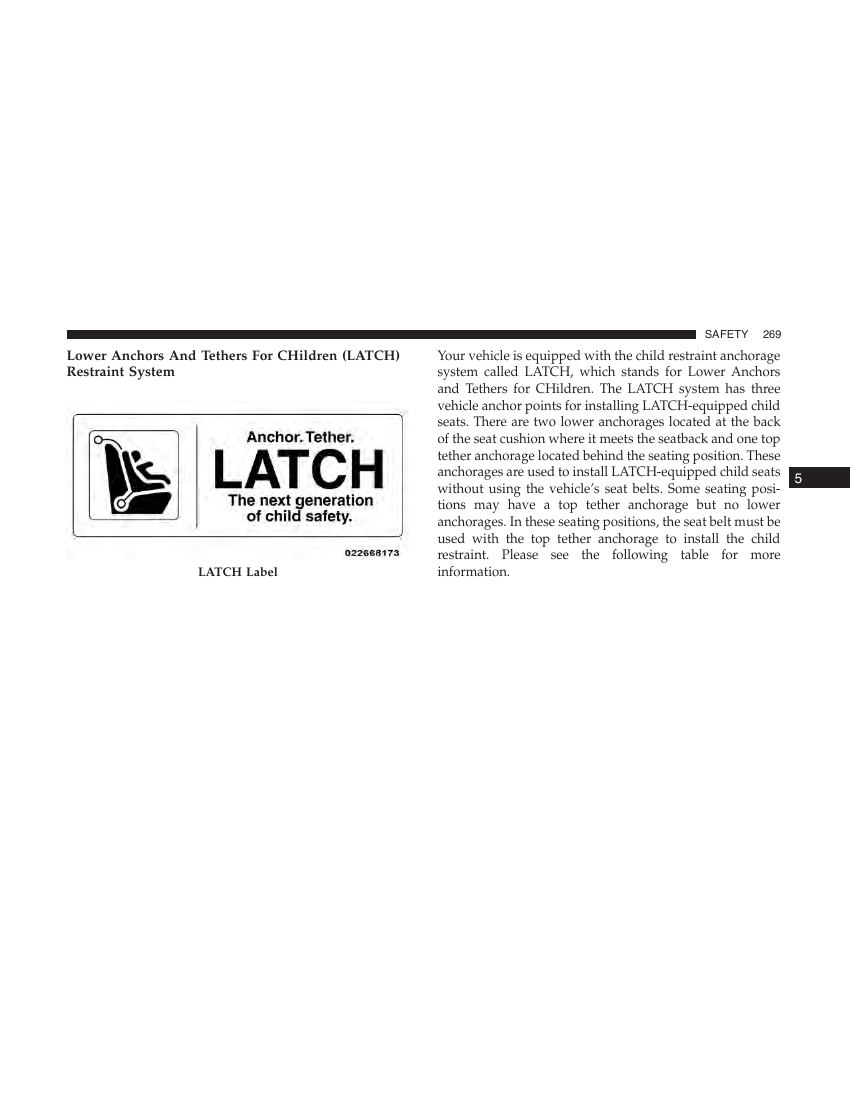 SAFETY 269
Lower Anchors And Tethers For CHildren (LATCH)
Restraint System
Anchor. Tether.
LATCH
The next generation
of child safety.
022668173
LATCH Label
Your vehicle is equipped with the child restraint anchorage
system called LATCH, which stands for Lower Anchors
and Tethers for CHildren. The LATCH system has three
vehicle anchor points for installing LATCH-equipped child
seats. There are two lower anchorages located at the back
of the seat cushion where it meets the seatback and one top
tether anchorage located behind the seating position. These
anchorages are used to install LATCH-equipped child seats
without using the vehicle’s seat belts. Some seating posi-
tions may have a top tether anchorage but no lower
anchorages. In these seating positions, the seat belt must be
used with the top tether anchorage to install the child
restraint. Please see the following table for more
information.
5